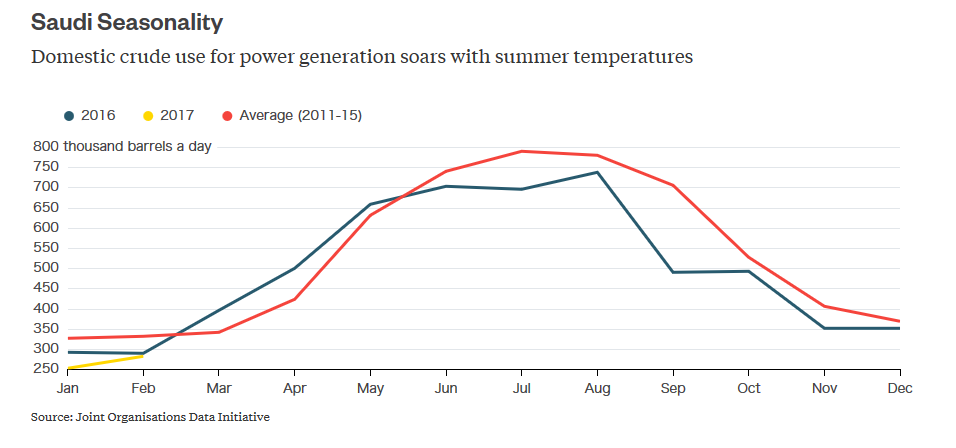 Saudi Seasonality
Domestic crude use for power generation soars with summer temperatures
2016 2017 Average (2011-15)
800 thousand barrels a day
750
700
650
600
550
500
450
400
350
300
250
Jan Feb Mar Apr May Jun Jul Aug Sep Oct Nov Dec
Source: Joint Organisations Data Initiative